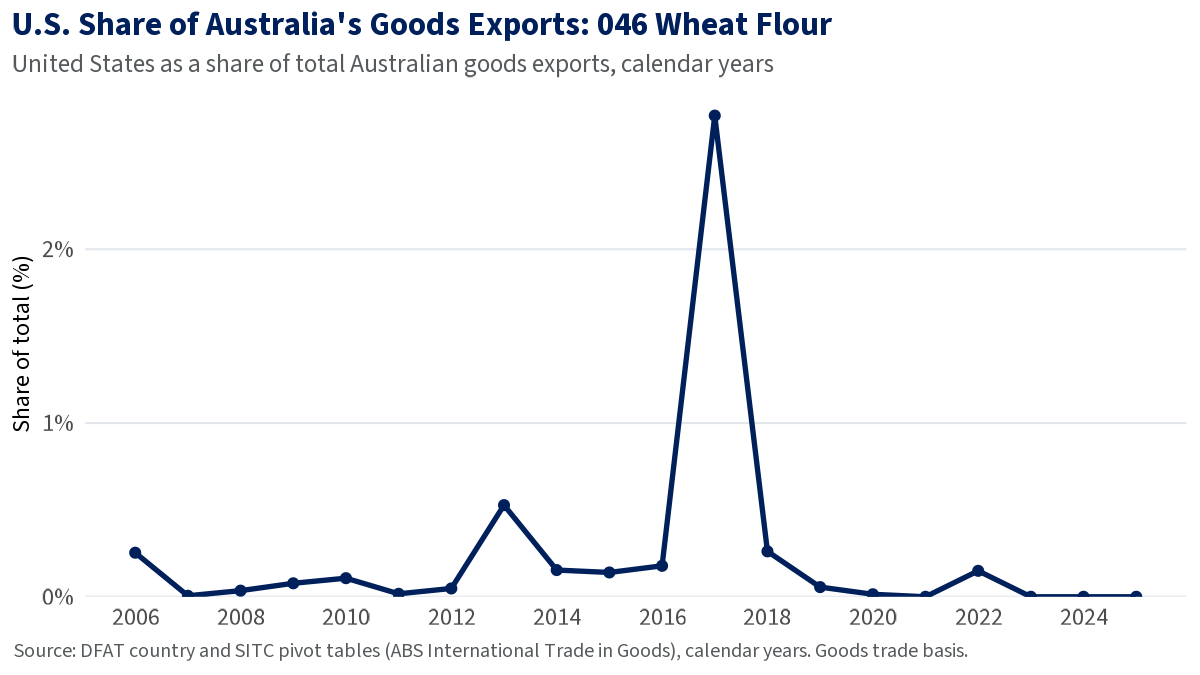 U.S. Share of Australia's Goods Exports: 046 Wheat Flour
United States as a share of total Australian goods exports, calendar years
Share of total (%)
2%
1%
0%
2006 2008 2010 2012 2014 2016 2018 2020 2022 2024
Source: DFAT country and SITC pivot tables (ABS International Trade in Goods), calendar years. Goods trade basis.